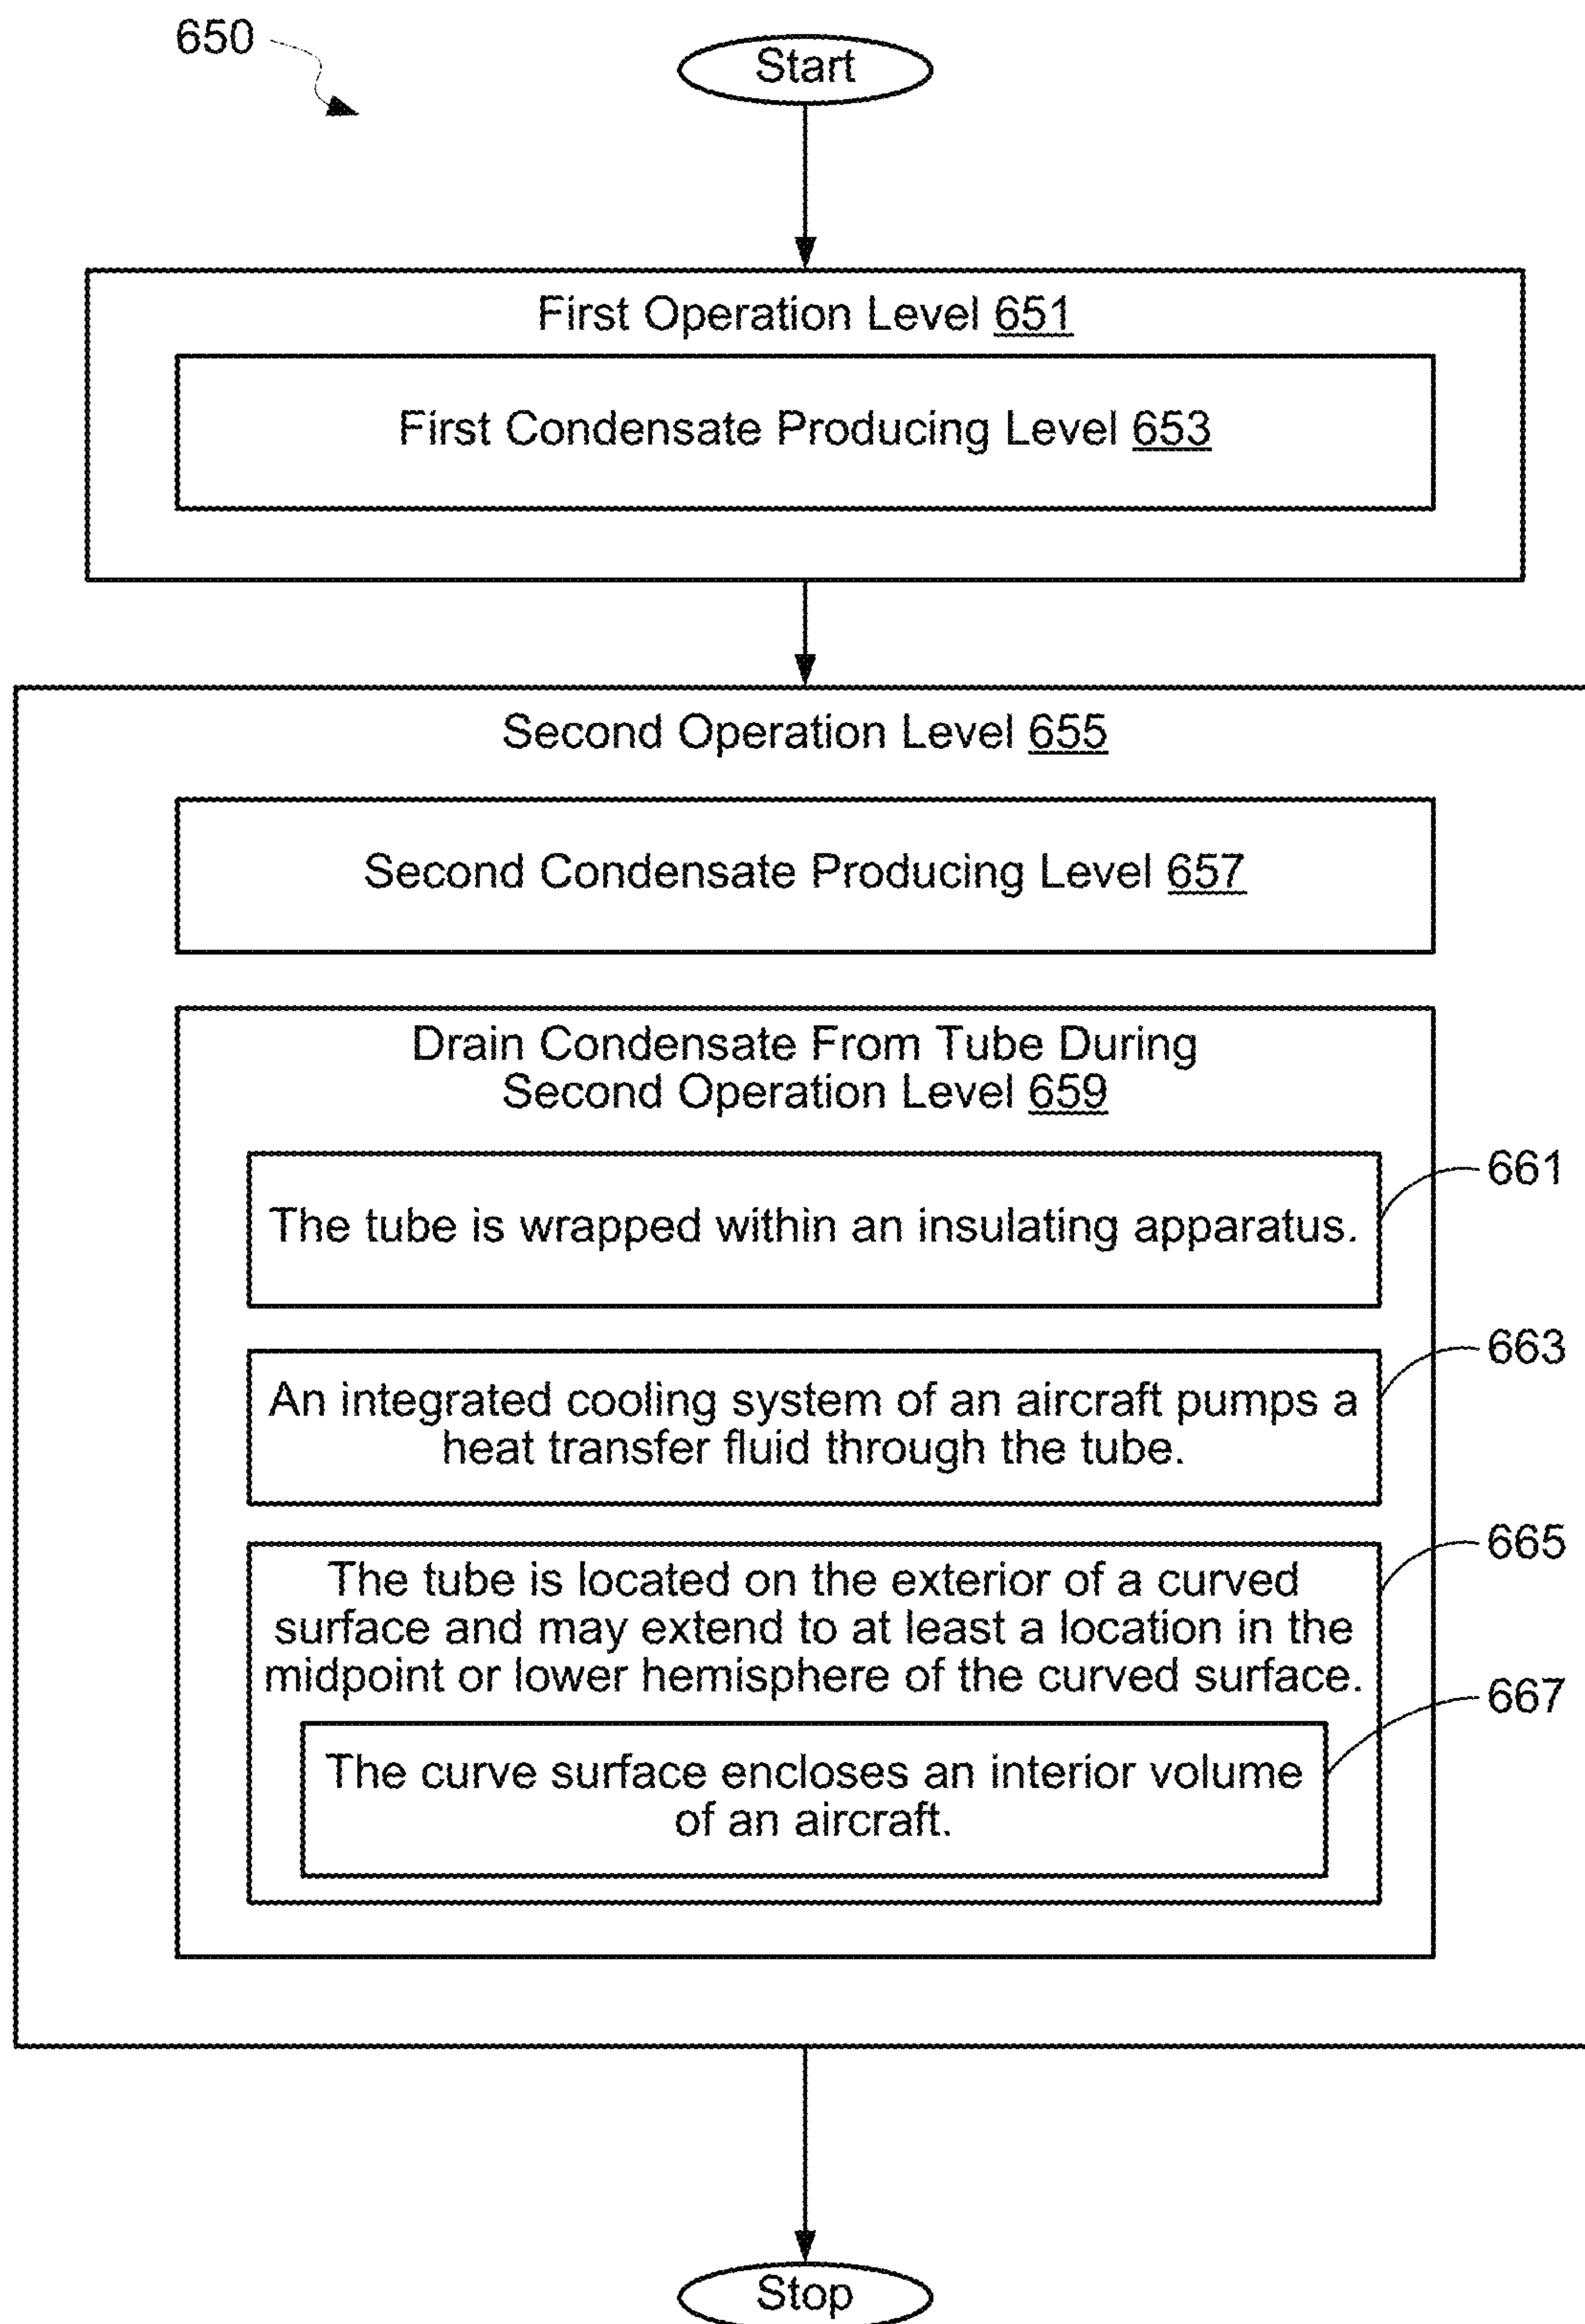 650
Start
First Operation Level 651
First Condensate Producing Level 653
Second Operation Level 655
Second Condensate Producing Level 657
Drain Condensate From Tube During
Second Operation Level 659
661
The tube is wrapped within an insulating apparatus.
663
An integrated cooling system of an aircraft pumps a
heat transfer fluid through the tube.
665
The tube is located on the exterior of a curved
surface and may extend to at least a location in the
midpoint or lower hemisphere of the curved surface.
667
The curve surface encloses an interior volume
of an aircraft.
Stop